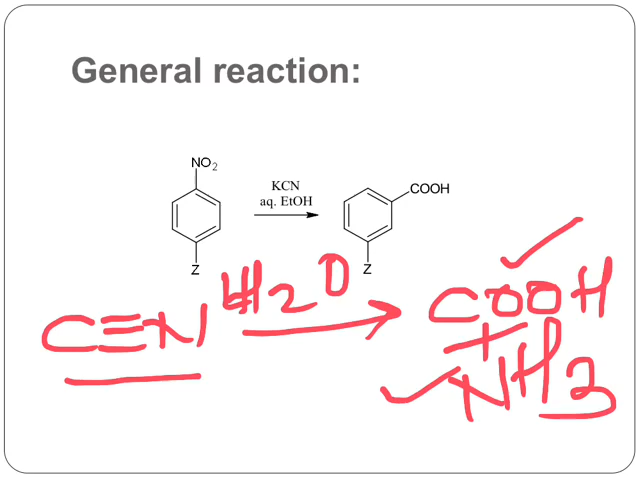 General reaction:
NO2
KCN
aq. EtOH
COOH
Z
Z
C≡N H2O COOH
+
NH3